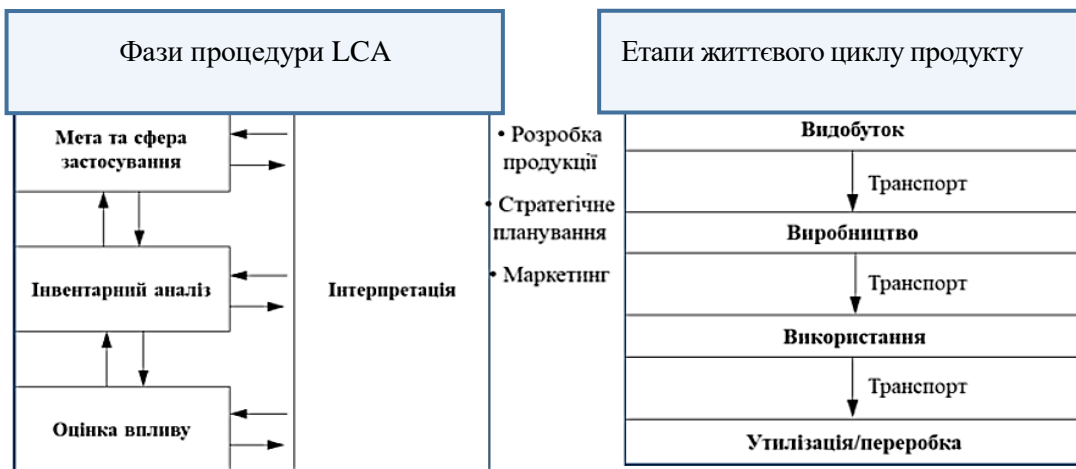 Фази процедури LCA
Мета та сфера
застосування
Інвентарний аналіз
Оцінка впливу
Інтерпретація
• Розробка
продукції
• Стратегічне
планування
• Маркетинг
Етапи життєвого циклу продукту
Видобуток
Транспорт
Виробництво
Транспорт
Використання
Транспорт
Утилізація/переробка